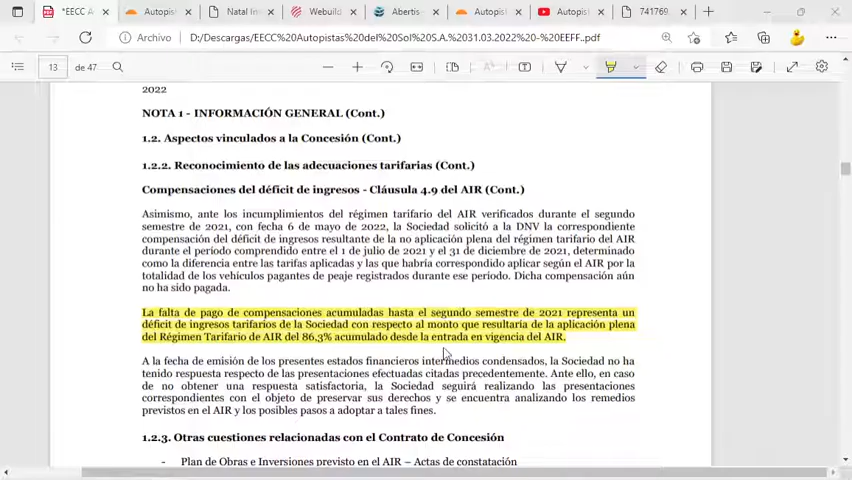 *EECC A
Autopist
Natal In
Webuild
Abertis -
Autopist
Autopist
741769.
Archivo
D:/Descargas/EECC%20Autopistas%20del%20Sol%20S.A.%2031.03.2022%20-%20EEFF..pdf
13 de 47
2022
NOTA 1 - INFORMACIÓN GENERAL (Cont.)
1.2. Aspectos vinculados a la Concesión (Cont.)
1.2.2. Reconocimiento de las adecuaciones tarifarias (Cont.)
Compensaciones del déficit de ingresos - Cláusula 4.9 del AIR (Cont.)
Asimismo, ante los incumplimientos del régimen tarifario del AIR verificados durante el segundo
semestre de 2021, con fecha 6 de mayo de 2022, la Sociedad solicitó a la DNV la correspondiente
compensación del déficit de ingresos resultante de la no aplicación plena del régimen tarifario del AIR
durante el período comprendido entre el 1 de julio de 2021 y el 31 de diciembre de 2021, determinado
como la diferencia entre las tarifas aplicadas y las que habría correspondido aplicar según el AIR por la
totalidad de los vehículos pagantes de peaje registrados durante ese período. Dicha compensación aún
no ha sido pagada.
La falta de pago de compensaciones acumuladas hasta el segundo semestre de 2021 representa un
déficit de ingresos tarifarios de la Sociedad con respecto al monto que resultaría de la aplicación plena
del Régimen Tarifario de AIR del 86,3% acumulado desde la entrada en vigencia del AIR.
A la fecha de emisión de los presentes estados financieros intermedios condensados, la Sociedad no ha
tenido respuesta respecto de las presentaciones efectuadas citadas precedentemente. Ante ello, en caso
de no obtener una respuesta satisfactoria, la Sociedad seguirá realizando las presentaciones
correspondientes con el objeto de preservar sus derechos y se encuentra analizando los remedios
previstos en el AIR y los posibles pasos a adoptar a tales fines.
1.2.3. Otras cuestiones relacionadas con el Contrato de Concesión
- Plan de Obras e Inversiones previsto en el AIR – Actas de constatación